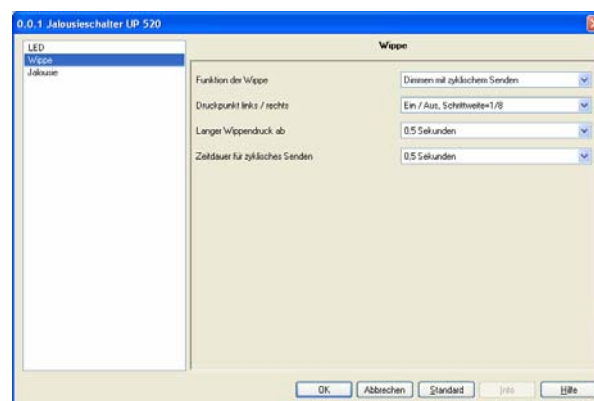 0.0.1 Jalousieschalter UP 520
LED
Wippe
Jalousie
Wippe
Funktion der Wippe
Dimmen mit zyklischem Senden
Druckpunkt links / rechts
Ein / Aus, Schrittweite=1/8
Langer Wippendruck ab
0,5 Sekunden
Zeitdauer für zyklisches Senden
0,5 Sekunden
OK Abbrechen Standard Info Hilfe